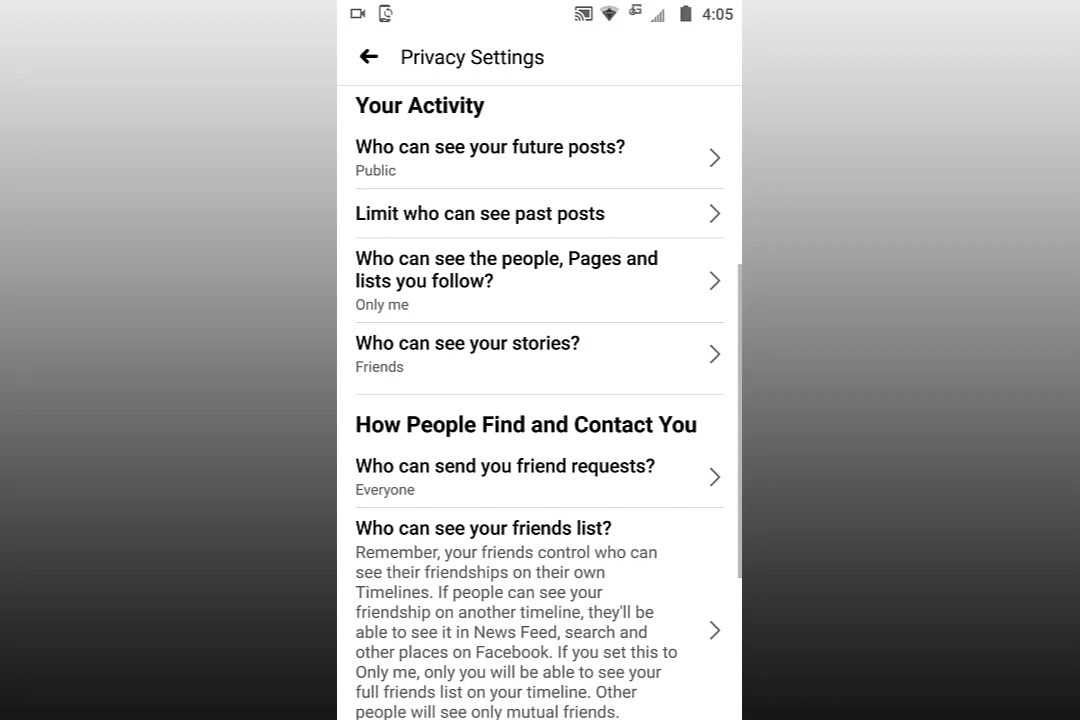 4:05
Privacy Settings
Your Activity
Who can see your future posts?
Public
Limit who can see past posts
Who can see the people, Pages and
lists you follow?
Only me
Who can see your stories?
Friends
How People Find and Contact You
Who can send you friend requests?
Everyone
Who can see your friends list?
Remember, your friends control who can
see their friendships on their own
Timelines. If people can see your
friendship on another timeline, they'll be
able to see it in News Feed, search and
other places on Facebook. If you set this to
Only me, only you will be able to see your
full friends list on your timeline. Other
people will see only mutual friends.